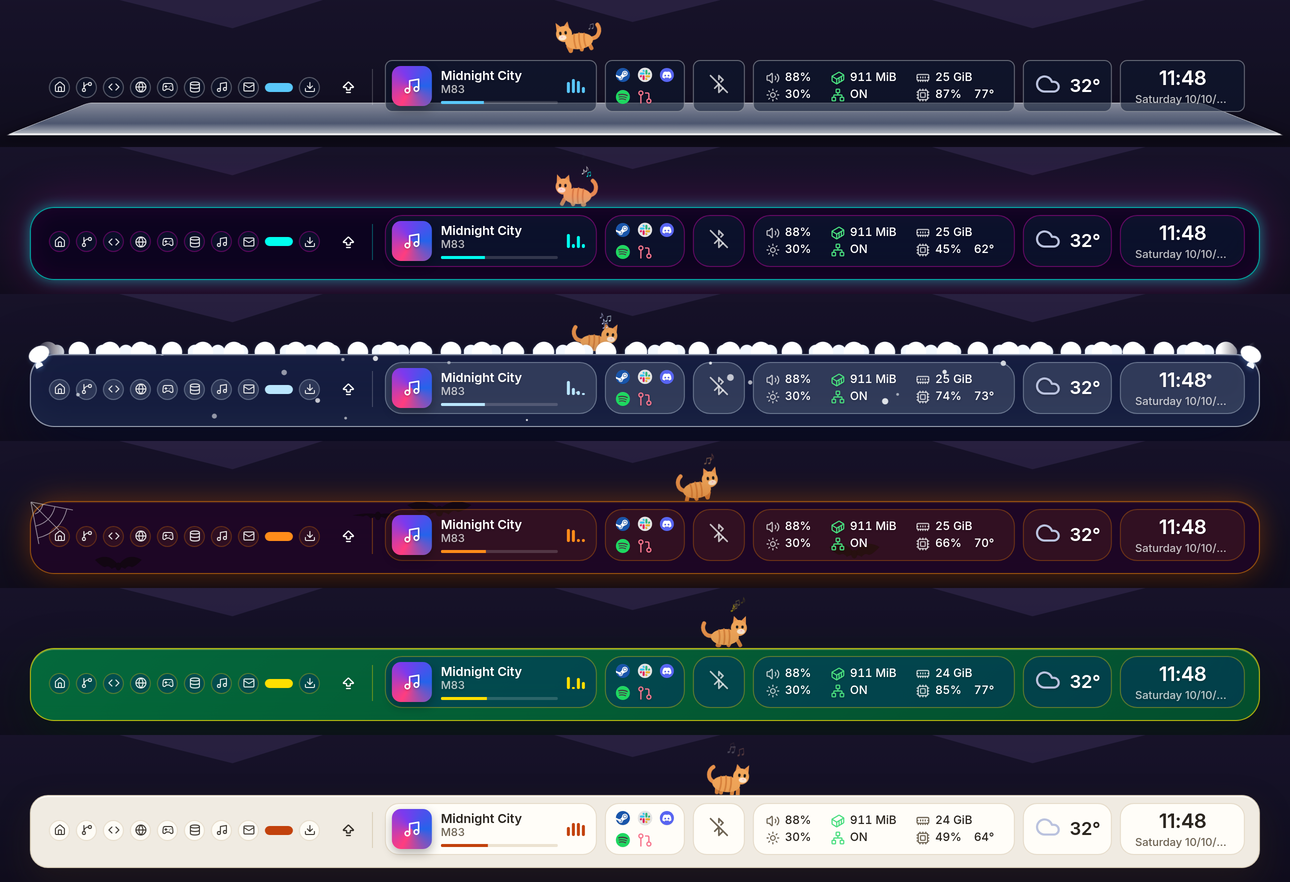 Midnight City
M83
88% 911 MiB 25 GiB
30% ON 87% 77°
32°
11:48
Saturday 10/10/...
Midnight City
M83
88% 911 MiB 25 GiB
30% ON 45% 62°
32°
11:48
Saturday 10/10/...
Midnight City
M83
88% 911 MiB 25 GiB
30% ON 74% 73°
32°
11:48
Saturday 10/10/...
Midnight City
M83
88% 911 MiB 25 GiB
30% ON 66% 70°
32°
11:48
Saturday 10/10/...
Midnight City
M83
88% 911 MiB 24 GiB
30% ON 85% 77°
32°
11:48
Saturday 10/10/...
Midnight City
M83
88% 911 MiB 24 GiB
30% ON 49% 64°
32°
11:48
Saturday 10/10/...